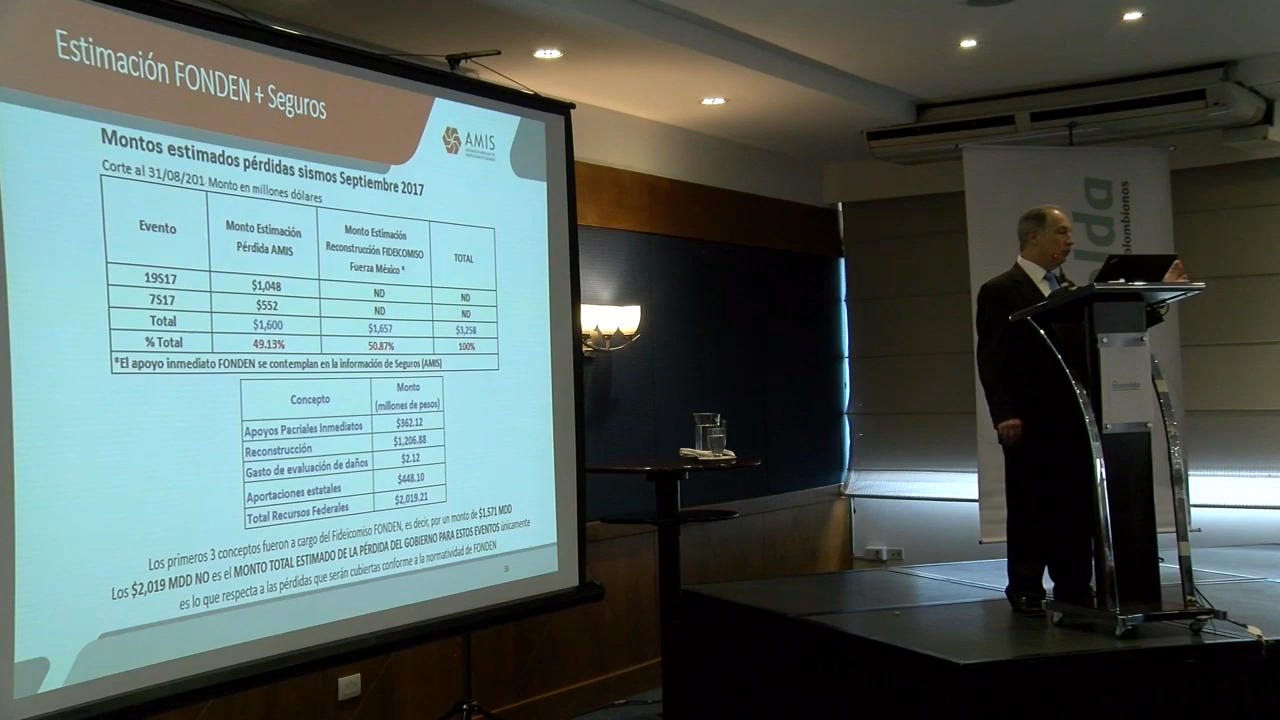 Estimación FONDEN + Seguros
AMIS
Montos estimados pérdidas sismos Septiembre 2017
Corte al 31/08/201 Monto en millones dólares
Evento
Monto Estimación
Pérdida AMIS
Monto Estimación
Reconstrucción FIDEICOMISO
Fuerza México *
TOTAL
19S17 $1,048 ND ND
7S17 $552 ND ND
Total $1,600 $1,657 $3,258
% Total 49.13% 50.87% 100%
*El apoyo inmediato FONDEN se contemplan en la información de Seguros (AMIS)
Concepto
Monto
(millones de pesos)
Apoyos Pacriales Inmediatos $362.12
Reconstrucción $1,206.88
Gasto de evaluación de daños $2.12
Aportaciones estatales $448.10
Total Recursos Federales $2,019.21
Los primeros 3 conceptos fueron a cargo del Fideicomiso FONDEN, es decir, por un monto de $1,571 MDD
Los $2,019 MDD NO es el MONTO TOTAL ESTIMADO DE LA PÉRDIDA DEL GOBIERNO PARA ESTOS EVENTOS únicamente
es lo que respecta a las pérdidas que serán cubiertas conforme a la normatividad de FONDEN
lda
olombianos